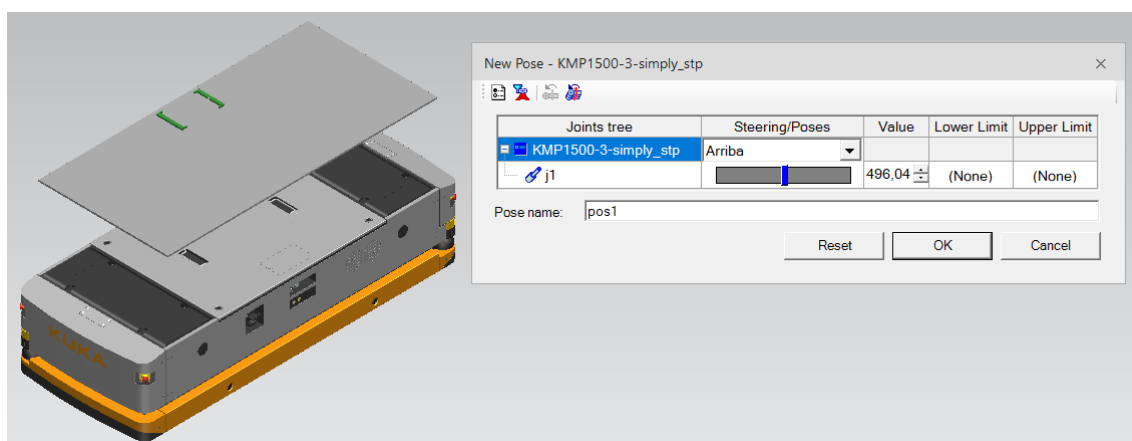 New Pose - KMP1500-3-simply_stp
Joints tree Steering/Poses Value Lower Limit Upper Limit
KMP1500-3-simply_stp Arriba
j1 496,04 (None) (None)
Pose name: pos1
Reset OK Cancel
KUKA